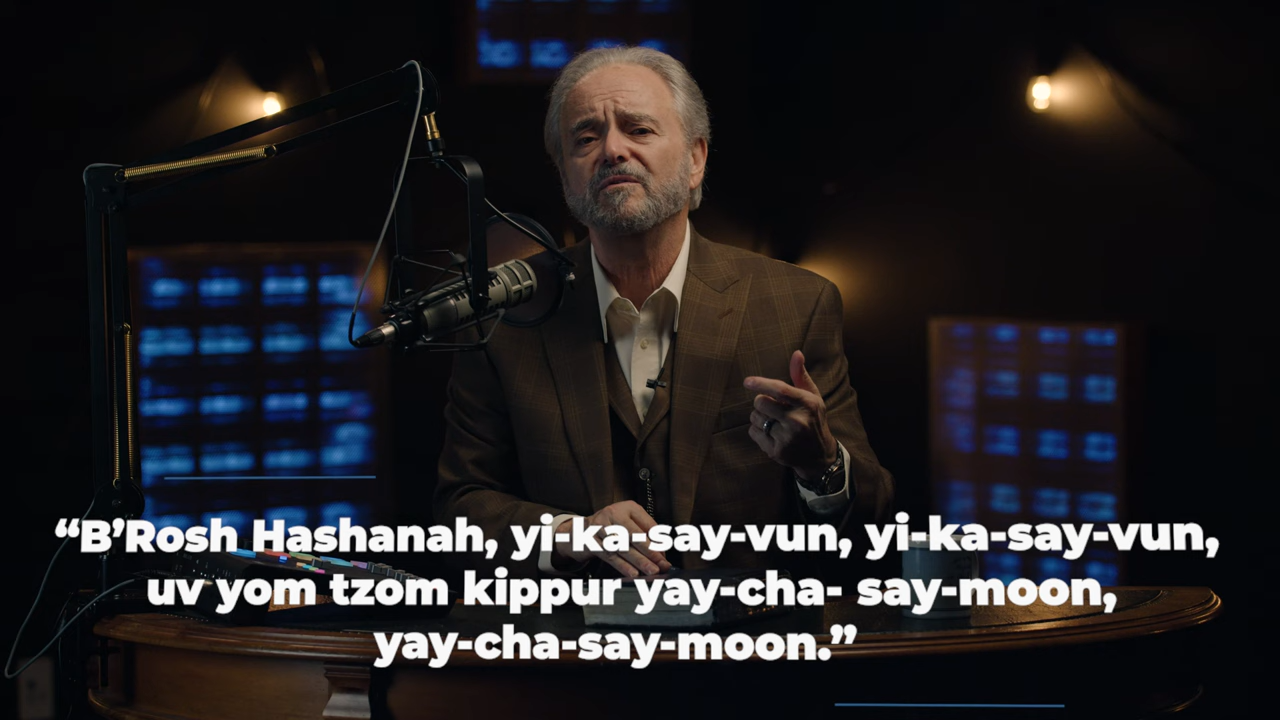 “B’Rosh Hashanah, yi-ka-say-vun, yi-ka-say-vun,
uv yom tzom kippur yay-cha- say-moon,
yay-cha-say-moon.”